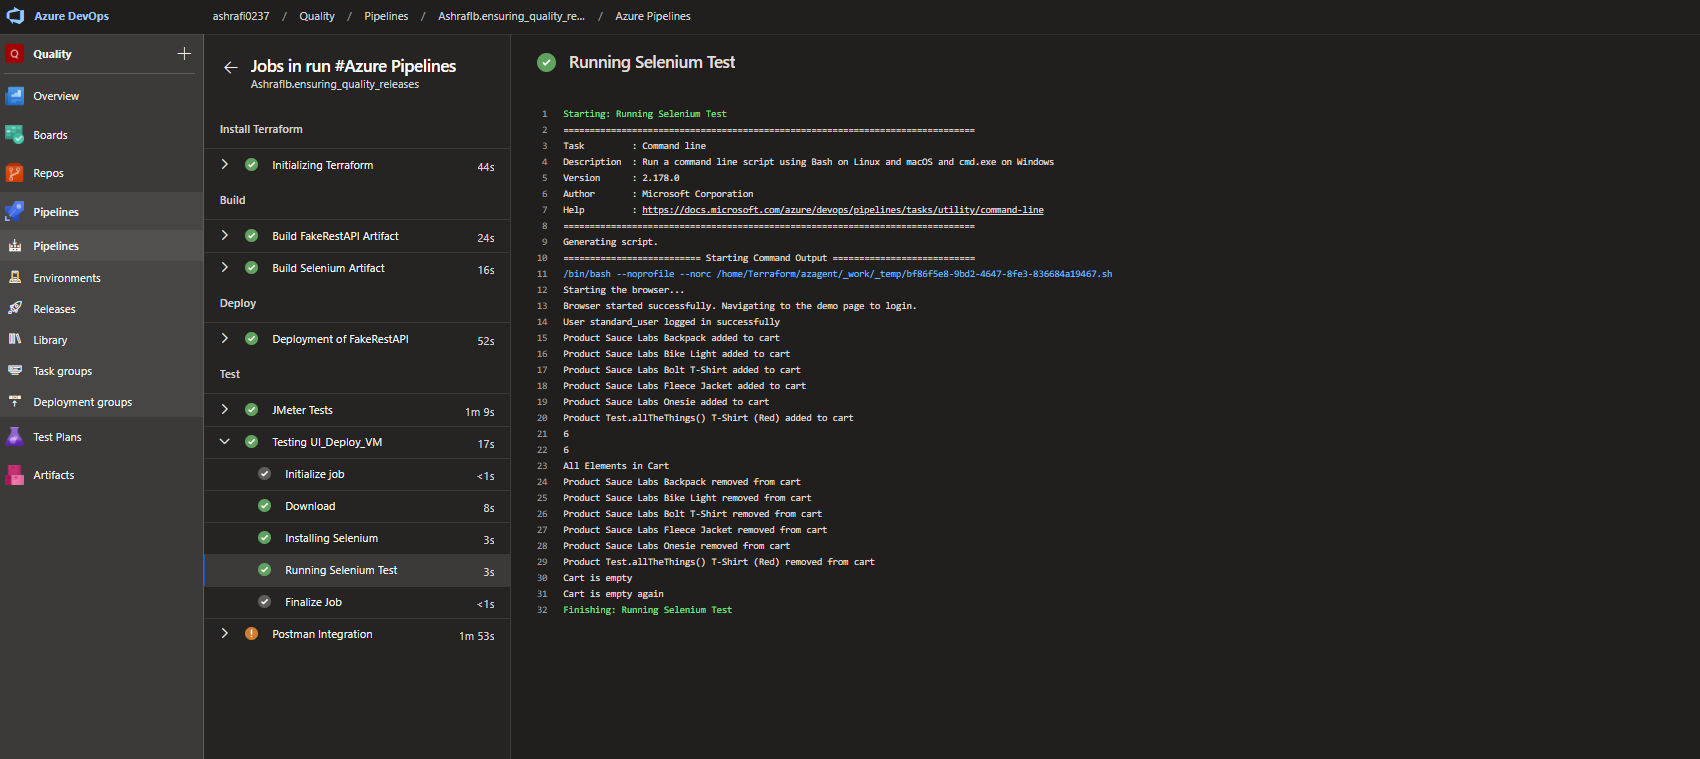 Azure DevOps
ashrafi0237 / Quality / Pipelines / Ashraflb.ensuring_quality_re... / Azure Pipelines
Q Quality
Overview
Boards
Repos
Pipelines
Pipelines
Environments
Releases
Library
Task groups
Deployment groups
Test Plans
Artifacts
Jobs in run #Azure Pipelines
Ashraflb.ensuring_quality_releases
Install Terraform
Initializing Terraform 44s
Build
Build FakeRestAPI Artifact 24s
Build Selenium Artifact 16s
Deploy
Deployment of FakeRestAPI 52s
Test
JMeter Tests 1m 9s
Testing UI_Deploy_VM 17s
Initialize job <1s
Download 8s
Installing Selenium 3s
Running Selenium Test 3s
Finalize Job <1s
Postman Integration 1m 53s
Running Selenium Test
1 Starting: Running Selenium Test
2 ==============================================================================
3 Task : Command line
4 Description : Run a command line script using Bash on Linux and macOS and cmd.exe on Windows
5 Version : 2.178.0
6 Author : Microsoft Corporation
7 Help : https://docs.microsoft.com/azure/devops/pipelines/tasks/utility/command-line
8 ==============================================================================
9 Generating script.
10 ========================== Starting Command Output ===========================
11 /bin/bash --noprofile --norc /home/Terraform/azagent/_work/_temp/bf86f5e8-9bd2-4647-8fe3-836684a19467.sh
12 Starting the browser...
13 Browser started successfully. Navigating to the demo page to login.
14 User standard_user logged in successfully
15 Product Sauce Labs Backpack added to cart
16 Product Sauce Labs Bike Light added to cart
17 Product Sauce Labs Bolt T-Shirt added to cart
18 Product Sauce Labs Fleece Jacket added to cart
19 Product Sauce Labs Onesie added to cart
20 Product Test.allTheThings() T-Shirt (Red) added to cart
21 6
22 6
23 All Elements in Cart
24 Product Sauce Labs Backpack removed from cart
25 Product Sauce Labs Bike Light removed from cart
26 Product Sauce Labs Bolt T-Shirt removed from cart
27 Product Sauce Labs Fleece Jacket removed from cart
28 Product Sauce Labs Onesie removed from cart
29 Product Test.allTheThings() T-Shirt (Red) removed from cart
30 Cart is empty
31 Cart is empty again
32 Finishing: Running Selenium Test